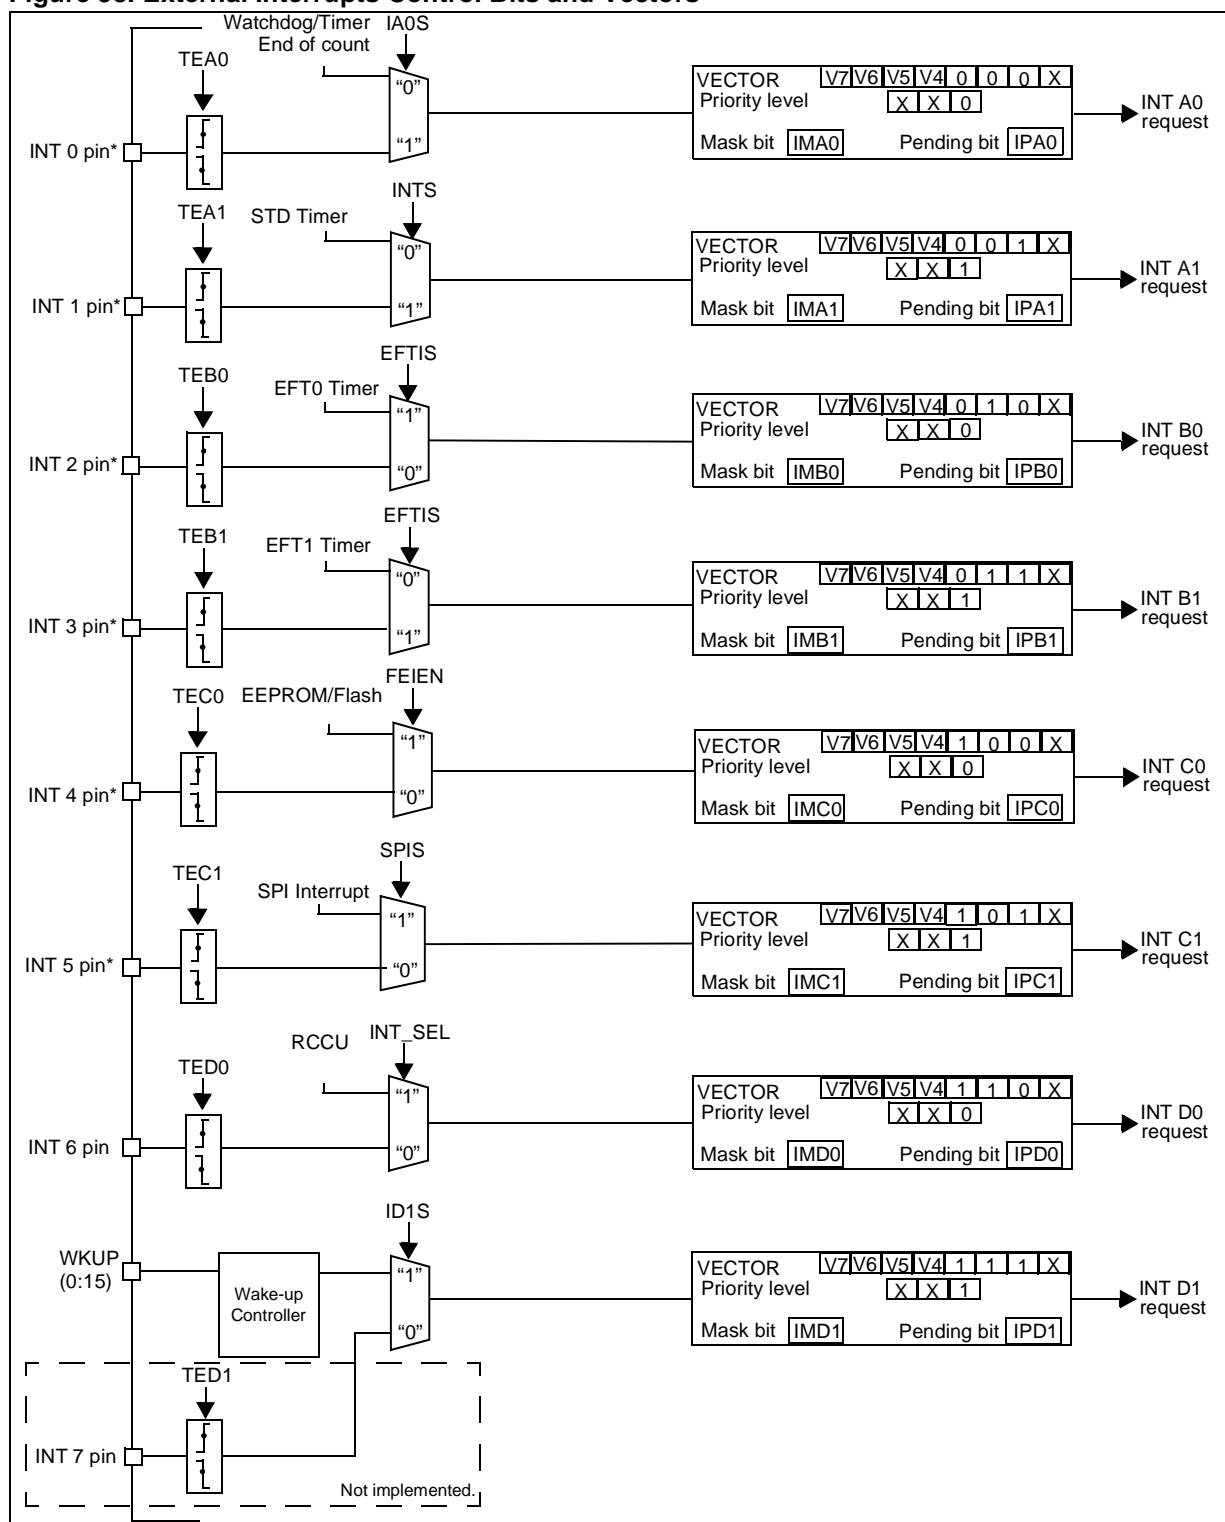 Watchdog/Timer
End of count
IA0S
TEA0
"0"
"1"
INT 0 pin*
VECTOR V7 V6 V5 V4 0 0 0 X
Priority level X X 0
Mask bit IMA0 Pending bit IPA0
INT A0
request
INTS
TEA1
STD Timer
"0"
"1"
INT 1 pin*
VECTOR V7 V6 V5 V4 0 0 1 X
Priority level X X 1
Mask bit IMA1 Pending bit IPA1
INT A1
request
EFTIS
TEB0
EFT0 Timer
"1"
"0"
INT 2 pin*
VECTOR V7 V6 V5 V4 0 1 0 X
Priority level X X 0
Mask bit IMB0 Pending bit IPB0
INT B0
request
EFTIS
TEB1
EFT1 Timer
"0"
"1"
INT 3 pin*
VECTOR V7 V6 V5 V4 0 1 1 X
Priority level X X 1
Mask bit IMB1 Pending bit IPB1
INT B1
request
FEIEN
TEC0
EEPROM/Flash
"1"
"0"
INT 4 pin*
VECTOR V7 V6 V5 V4 1 0 0 X
Priority level X X 0
Mask bit IMC0 Pending bit IPC0
INT C0
request
SPIS
TEC1
SPI Interrupt
"1"
"0"
INT 5 pin*
VECTOR V7 V6 V5 V4 1 0 1 X
Priority level X X 1
Mask bit IMC1 Pending bit IPC1
INT C1
request
INT_SEL
RCCU
TED0
"1"
"0"
INT 6 pin
VECTOR V7 V6 V5 V4 1 1 0 X
Priority level X X 0
Mask bit IMD0 Pending bit IPD0
INT D0
request
ID1S
WKUP
(0:15)
Wake-up
Controller
"1"
"0"
VECTOR V7 V6 V5 V4 1 1 1 X
Priority level X X 1
Mask bit IMD1 Pending bit IPD1
INT D1
request
TED1
INT 7 pin
Not implemented.